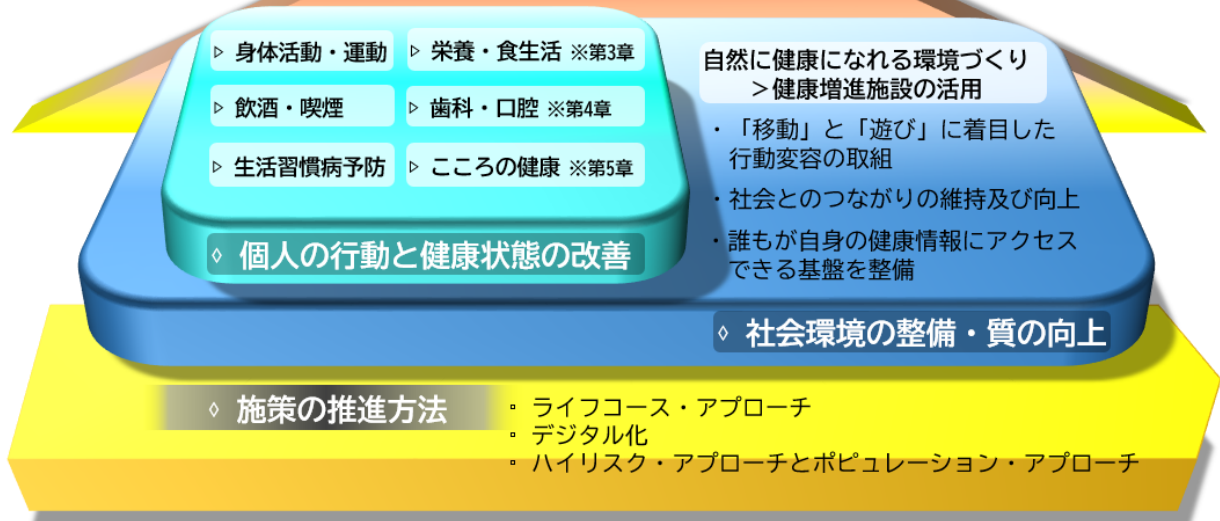 ▷ 身体活動・運動
▷ 栄養・食生活 ※第3章
▷ 飲酒・喫煙
▷ 歯科・口腔 ※第4章
▷ 生活習慣病予防
▷ こころの健康 ※第5章
◇ 個人の行動と健康状態の改善
自然に健康になれる環境づくり
＞健康増進施設の活用
・「移動」と「遊び」に着目した
行動変容の取組
・社会とのつながりの維持及び向上
・誰もが自身の健康情報にアクセス
できる基盤を整備
◇ 社会環境の整備・質の向上
◇ 施策の推進方法
▫ ライフコース・アプローチ
▫ デジタル化
▫ ハイリスク・アプローチとポピュレーション・アプローチ